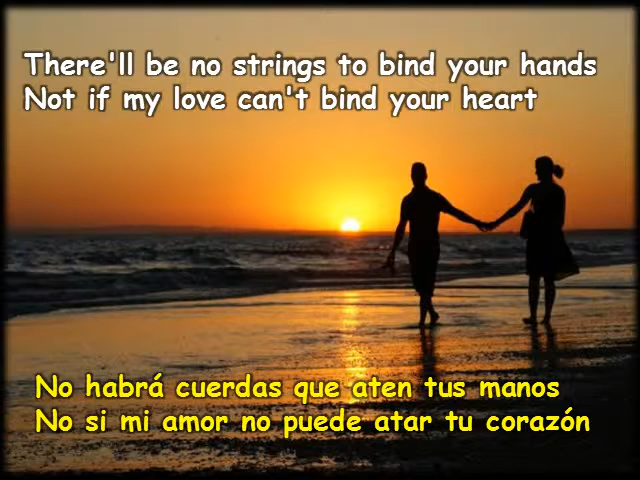 There'll be no strings to bind your hands
Not if my love can't bind your heart
No habrá cuerdas que aten tus manos
No si mi amor no puede atar tu corazón